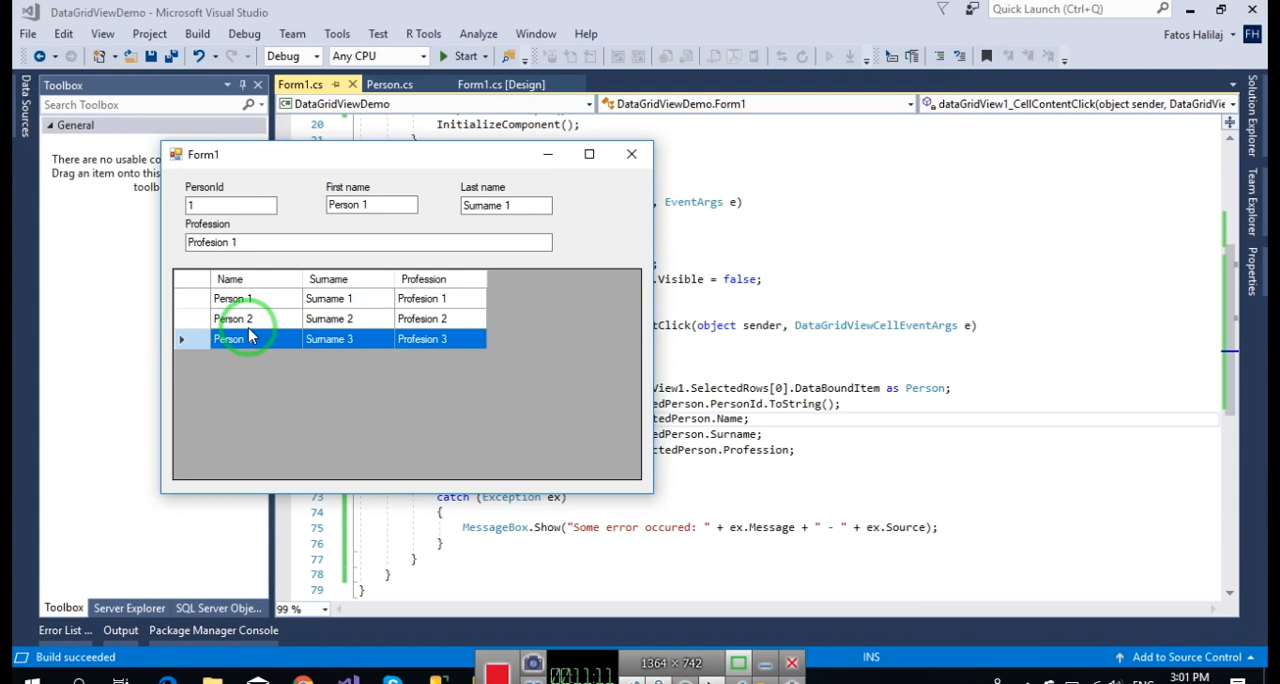 DataGridViewDemo - Microsoft Visual Studio
Quick Launch (Ctrl+Q)
File Edit View Project Build Debug Team Tools Test R Tools Analyze Window Help
Fatos Halilaj FH
Debug Any CPU Start
Data Sources
Toolbox
Search Toolbox
General
There are no usable co
Drag an item onto this
toolb
Form1.cs Person.cs Form1.cs [Design]
DataGridViewDemo DataGridViewDemo.Form1 dataGridView1_CellContentClick(object sender, DataGridVie
20 InitializeComponent();
21 }
Form1
PersonId First name Last name
1 Person 1 Surname 1
Profession
Profesion 1
Name Surname Profession
Person 1 Surname 1 Profesion 1
Person 2 Surname 2 Profesion 2
Person Surname 3 Profesion 3
, EventArgs e)
;
.Visible = false;
tClick(object sender, DataGridViewCellEventArgs e)
View1.SelectedRows[0].DataBoundItem as Person;
edPerson.PersonId.ToString();
tedPerson.Name;
edPerson.Surname;
ctedPerson.Profession;
73 catch (Exception ex)
74 {
75 MessageBox.Show("Some error occured: " + ex.Message + " - " + ex.Source);
76 }
77 }
78 }
79 }
99 %
Solution Explorer
Team Explorer
Properties
Toolbox Server Explorer SQL Server Obje...
Error List ... Output Package Manager Console
Build succeeded INS Add to Source Control
1364 × 742
ENG 3:01 PM